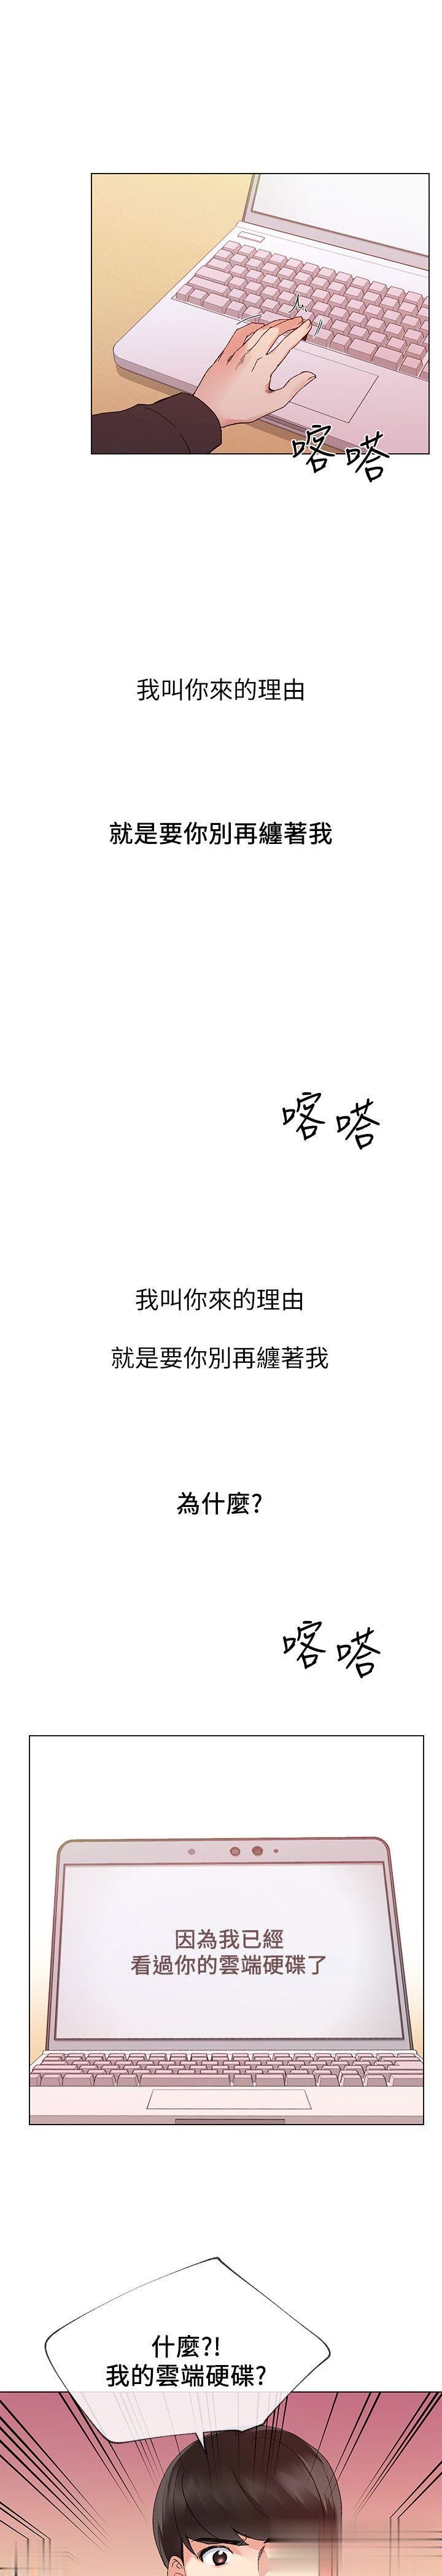 喀嗒
我叫你來的理由
就是要你別再纏著我
喀嗒
我叫你來的理由
就是要你別再纏著我
為什麼?
喀嗒
因為我已經
看過你的雲端硬碟了
什麼?!
我的雲端硬碟?